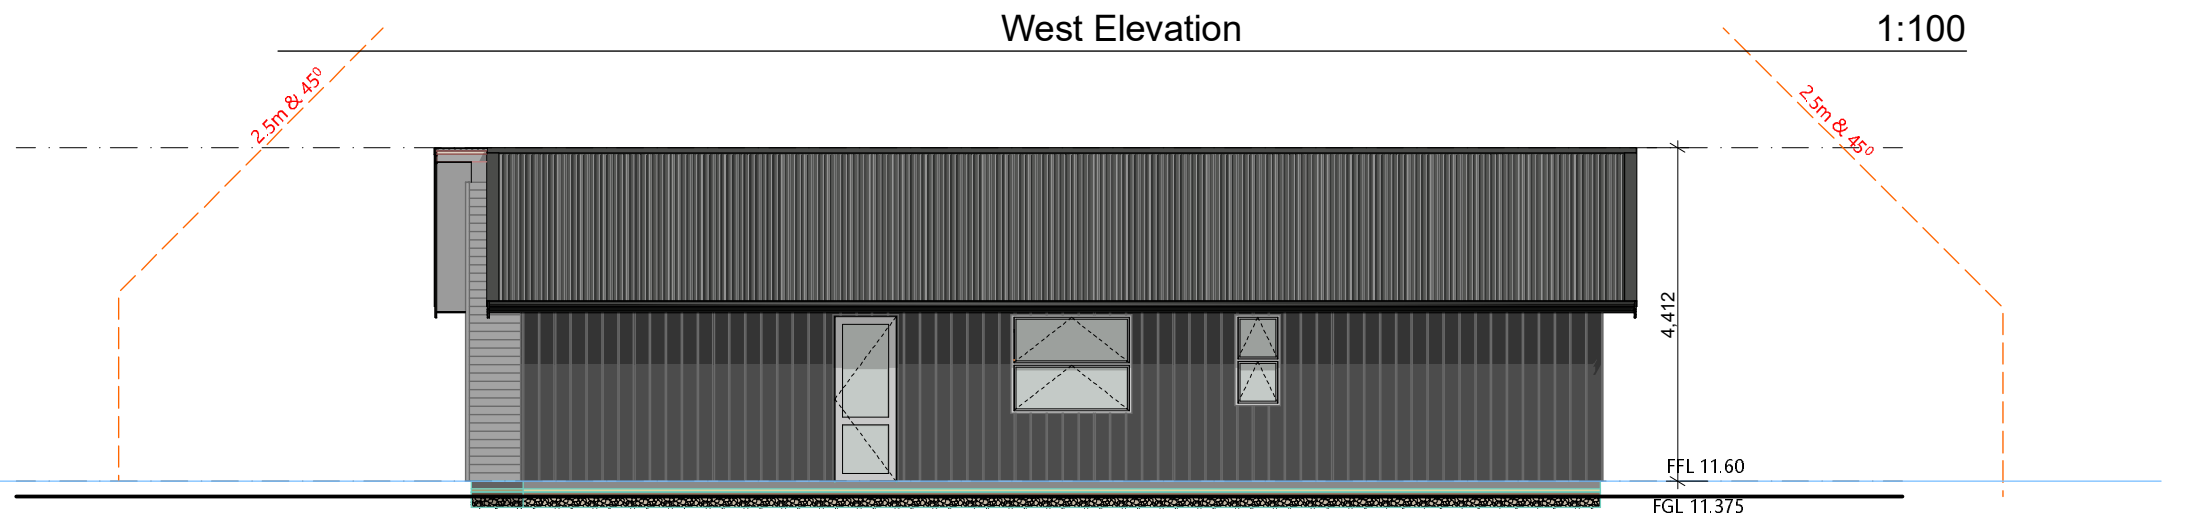 West Elevation 1:100
2.5m & 45⁰
2.5m & 45⁰
4,412
FFL 11.60
FGL 11.375